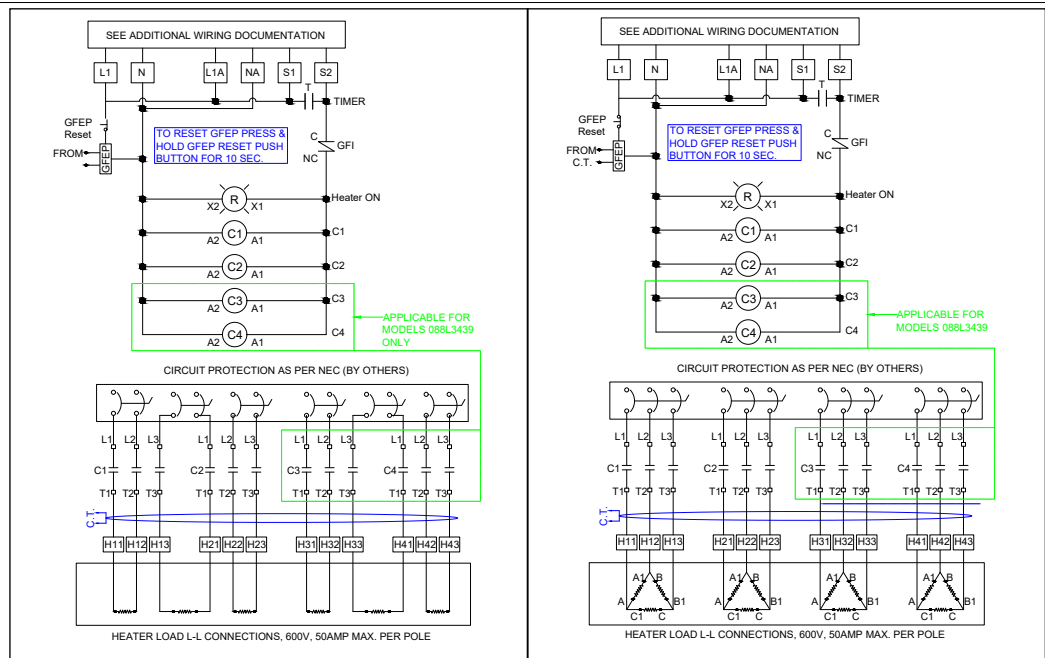 SEE ADDITIONAL WIRING DOCUMENTATION
L1 N L1A NA S1 S2
T
TIMER
GFEP
Reset
TO RESET GFEP PRESS &
HOLD GFEP RESET PUSH
BUTTON FOR 10 SEC.
C
GFI
NC
FROM
GFEP
R
X2 X1
Heater ON
C1
A2 A1
C1
C2
A2 A1
C2
C3
A2 A1
C3
C4
A2 A1
C4
APPLICABLE FOR
MODELS 088L3439
ONLY
CIRCUIT PROTECTION AS PER NEC (BY OTHERS)
L1 L2 L3 L1 L2 L3 L1 L2 L3 L1 L2 L3
C1 C2 C3 C4
T1 T2 T3 T1 T2 T3 T1 T2 T3 T1 T2 T3
C.T.
H11 H12 H13 H21 H22 H23 H31 H32 H33 H41 H42 H43
HEATER LOAD L-L CONNECTIONS, 600V, 50AMP MAX. PER POLE
SEE ADDITIONAL WIRING DOCUMENTATION
L1 N L1A NA S1 S2
T
TIMER
GFEP
Reset
TO RESET GFEP PRESS &
HOLD GFEP RESET PUSH
BUTTON FOR 10 SEC.
C
GFI
NC
FROM
C.T.
GFEP
R
X2 X1
Heater ON
C1
A2 A1
C1
C2
A2 A1
C2
C3
A2 A1
C3
C4
A2 A1
C4
APPLICABLE FOR
MODELS 088L3439
CIRCUIT PROTECTION AS PER NEC (BY OTHERS)
L1 L2 L3 L1 L2 L3 L1 L2 L3 L1 L2 L3
C1 C2 C3 C4
T1 T2 T3 T1 T2 T3 T1 T2 T3 T1 T2 T3
C.T.
H11 H12 H13 H21 H22 H23 H31 H32 H33 H41 H42 H43
A1 B A1 B A1 B A1 B
A B1 A B1 A B1 A B1
C1 C C1 C C1 C C1 C
HEATER LOAD L-L CONNECTIONS, 600V, 50AMP MAX. PER POLE